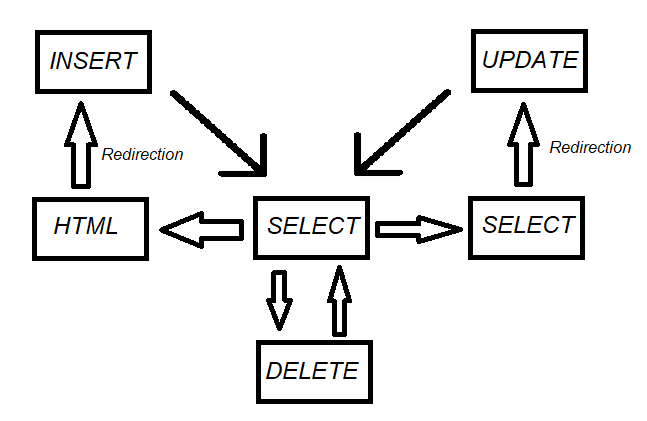 INSERT
UPDATE
Redirection
Redirection
HTML
SELECT
SELECT
DELETE